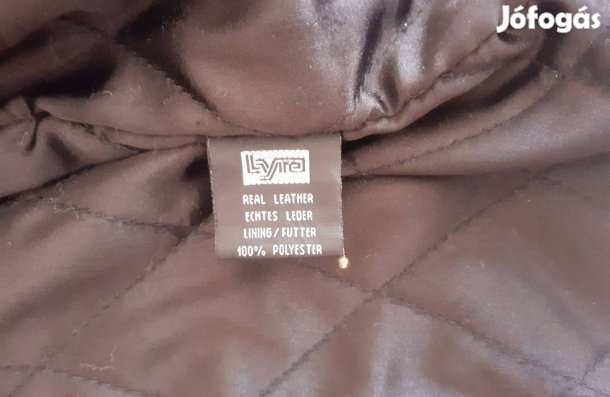 Jófogás
Lyra
REAL LEATHER
ECHTES LEDER
LINING/FUTTER
100% POLYESTER